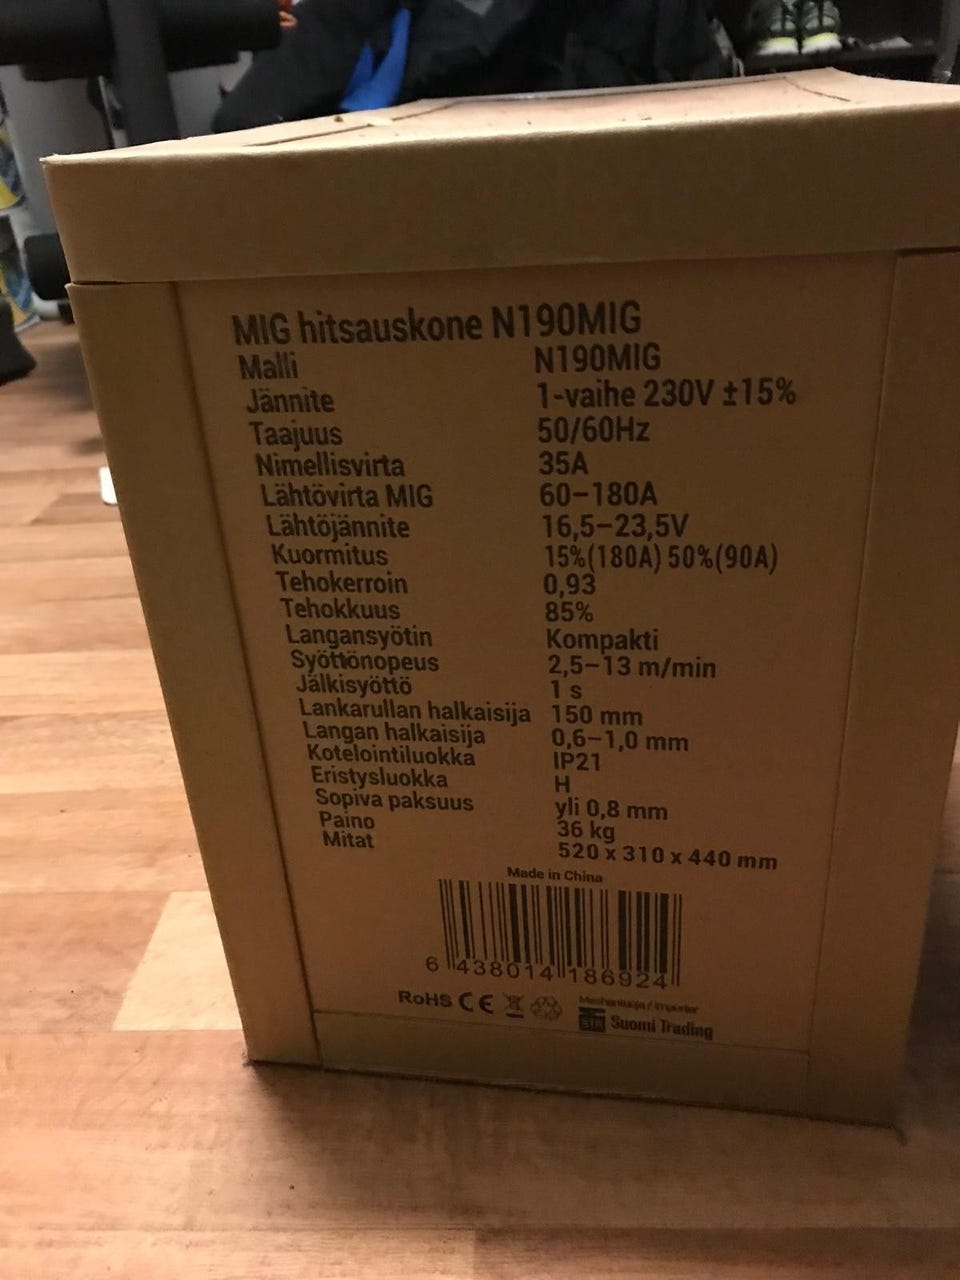 MIG hitsauskone N190MIG
Malli N190MIG
Jännite 1-vaihe 230V ±15%
Taajuus 50/60Hz
Nimellisvirta 35A
Lähtövirta MIG 60–180A
Lähtöjännite 16,5–23,5V
Kuormitus 15%(180A) 50%(90A)
Tehokerroin 0,93
Tehokkuus 85%
Langansyötin Kompakti
Syöttönopeus 2,5–13 m/min
Jälkisyöttö 1 s
Lankarullan halkaisija 150 mm
Langan halkaisija 0,6–1,0 mm
Kotelointiluokka IP21
Eristysluokka H
Sopiva paksuus yli 0,8 mm
Paino 36 kg
Mitat 520 x 310 x 440 mm
Made in China
6 438014 186924
RoHS CE
Maahantuoja / Importer
Suomi Trading